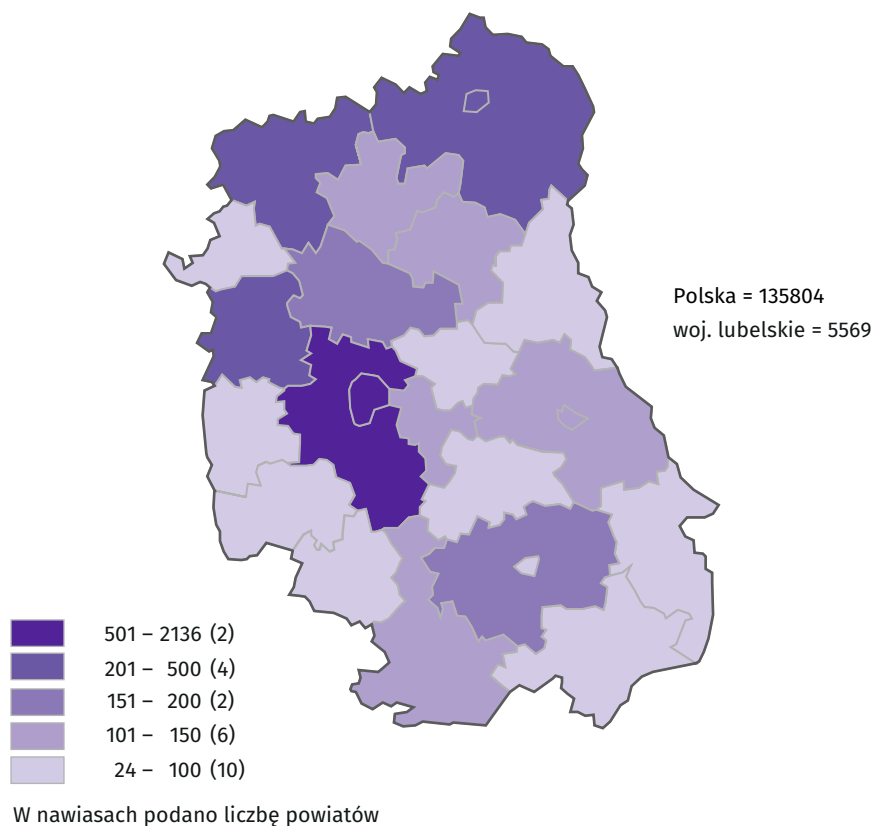 Polska = 135804
woj. lubelskie = 5569
501 – 2136 (2)
201 – 500 (4)
151 – 200 (2)
101 – 150 (6)
24 – 100 (10)
W nawiasach podano liczbę powiatów